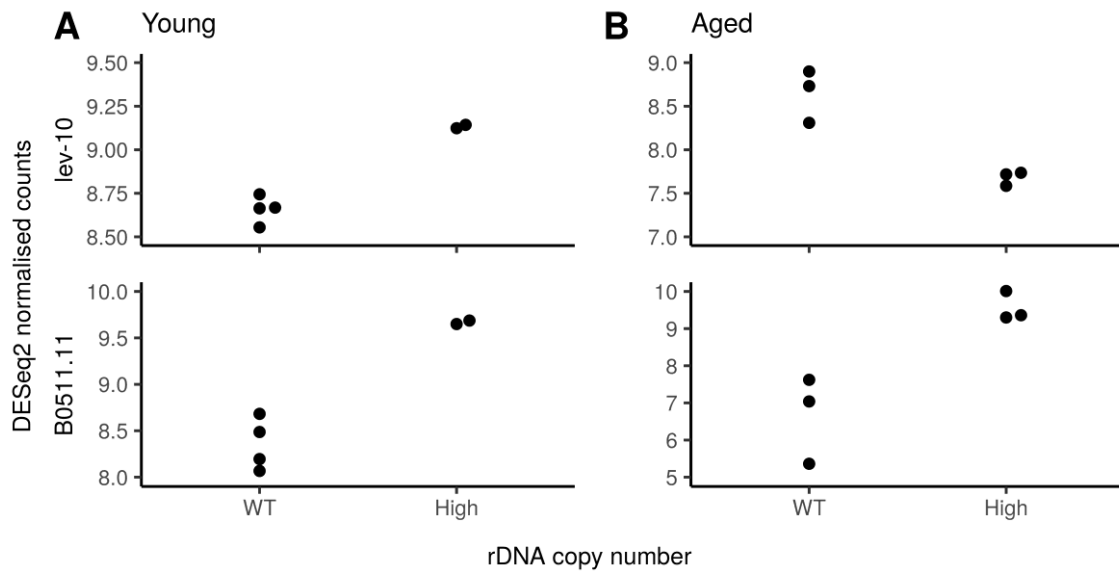 A Young
B Aged
DESeq2 normalised counts
lev-10
9.50
9.25
9.00
8.75
8.50
9.0
8.5
8.0
7.5
7.0
B0511.11
10.0
9.5
9.0
8.5
8.0
10
9
8
7
6
5
WT High
WT High
rDNA copy number